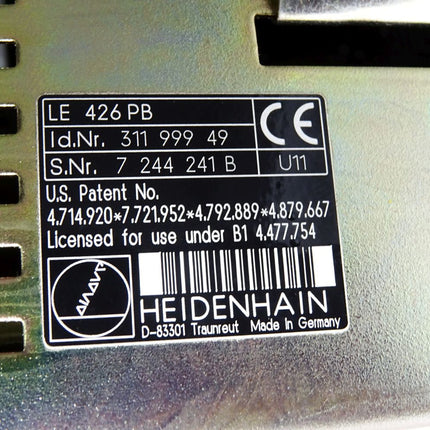 LE 426 PB
Id.Nr. 311 999 49
S.Nr. 7 244 241 B
CE
U11
U.S. Patent No.
4.714.920*7.721.952*4.792.889*4.879.667
Licensed for use under B1 4.477.754
HEIDENHAIN
D-83301 Traunreut Made in Germany